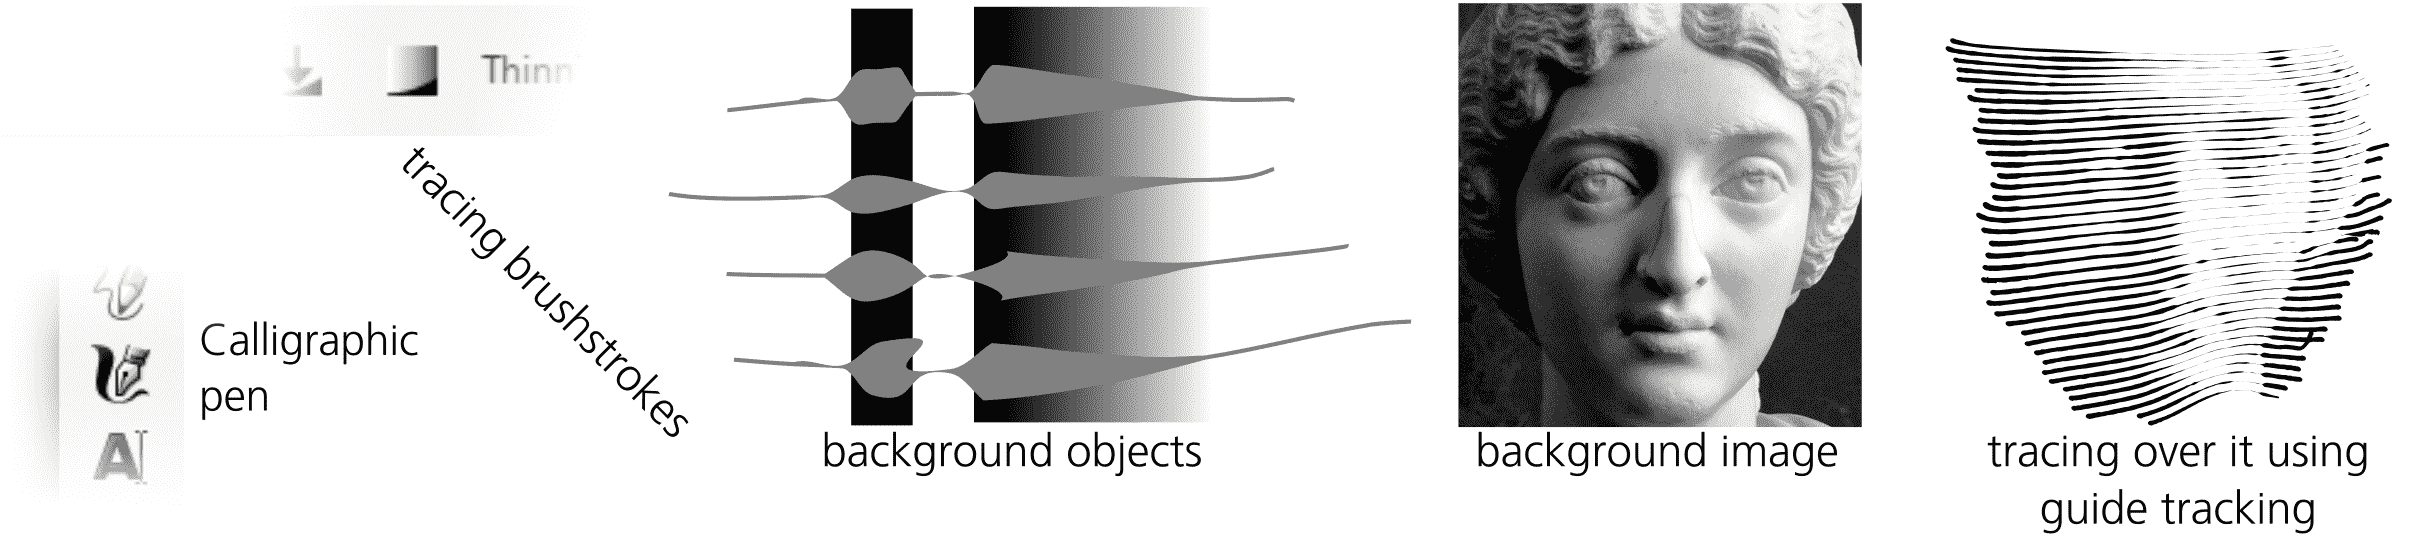 Thinn
tracing brushstrokes
Calligraphic
pen
background objects
background image
tracing over it using
guide tracking